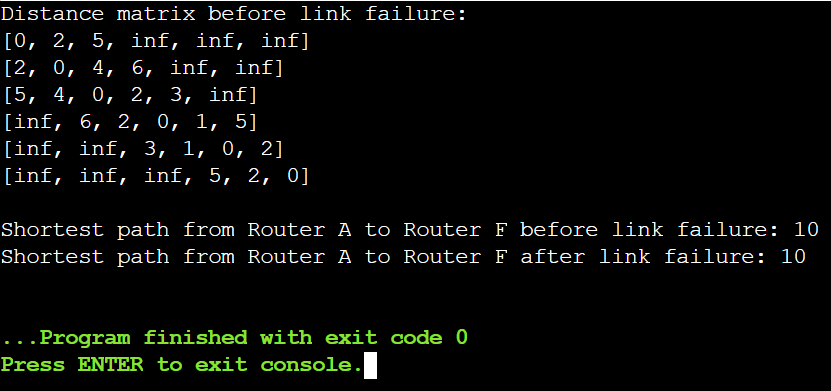 Distance matrix before link failure:
[0, 2, 5, inf, inf, inf]
[2, 0, 4, 6, inf, inf]
[5, 4, 0, 2, 3, inf]
[inf, 6, 2, 0, 1, 5]
[inf, inf, 3, 1, 0, 2]
[inf, inf, inf, 5, 2, 0]
Shortest path from Router A to Router F before link failure: 10
Shortest path from Router A to Router F after link failure: 10
...Program finished with exit code 0
Press ENTER to exit console.